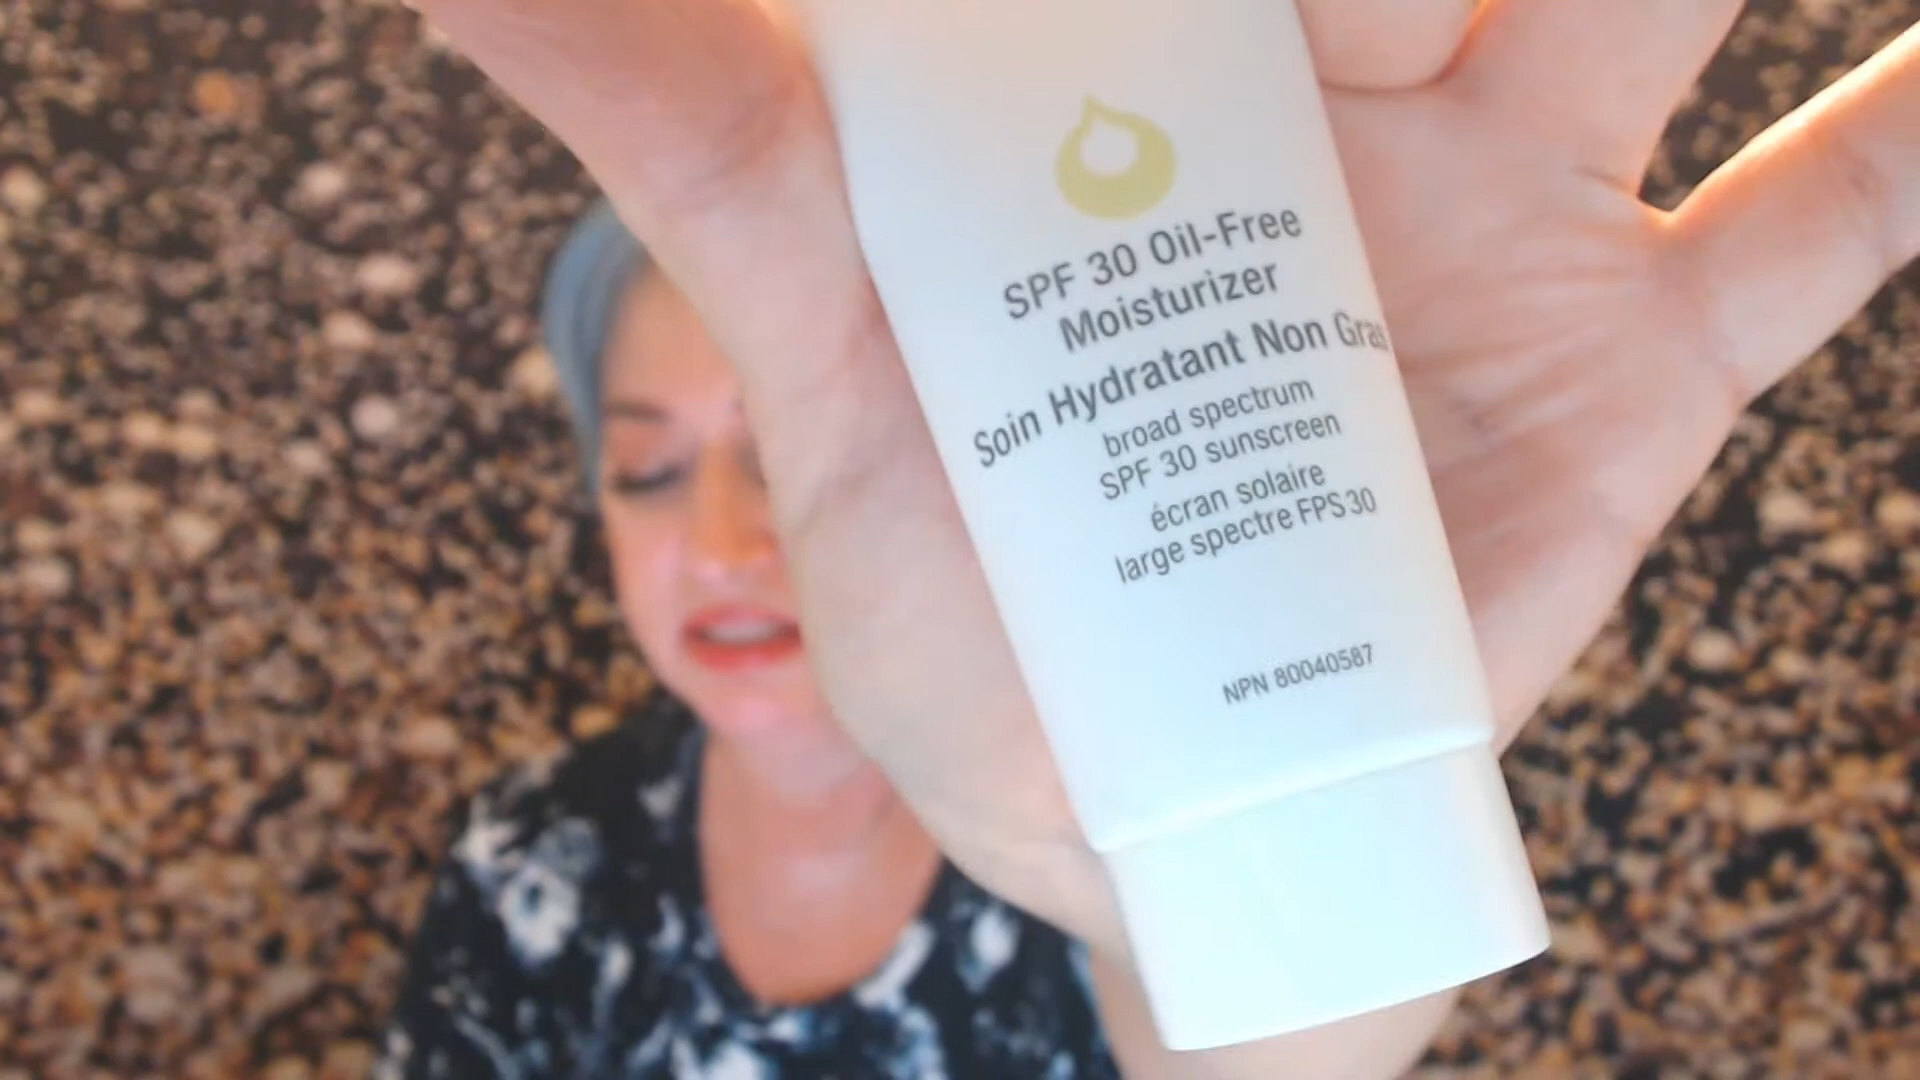 SPF 30 Oil-Free
Moisturizer
Soin Hydratant Non Gras
broad spectrum
SPF 30 sunscreen
écran solaire
large spectre FPS 30
NPN 80040587